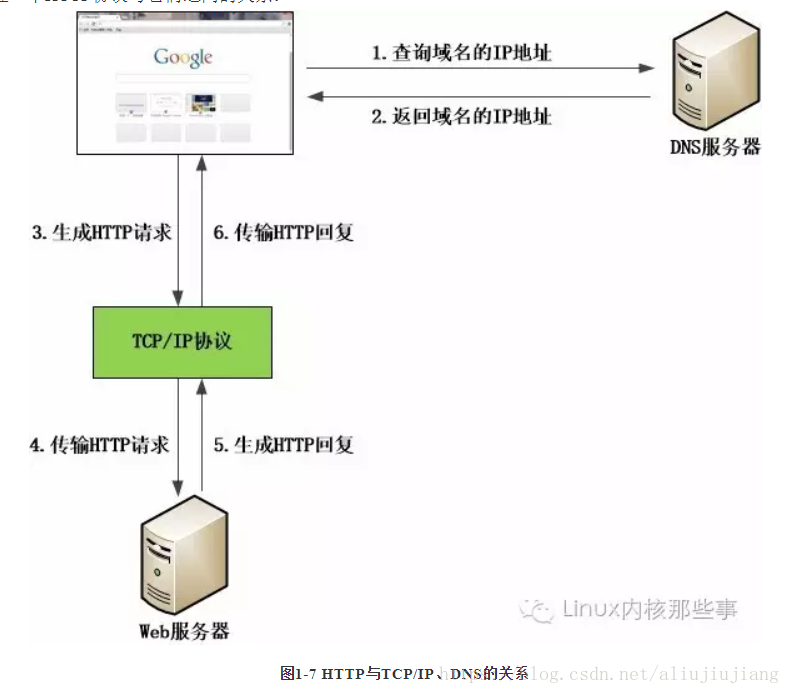 Google
1.查询域名的IP地址
2.返回域名的IP地址
DNS服务器
3.生成HTTP请求
6.传输HTTP回复
TCP/IP协议
4.传输HTTP请求
5.生成HTTP回复
Web服务器
Linux内核那些事
图1-7 HTTP与TCP/IP、DNS的关系
http://blog.csdn.net/aliujiujiang